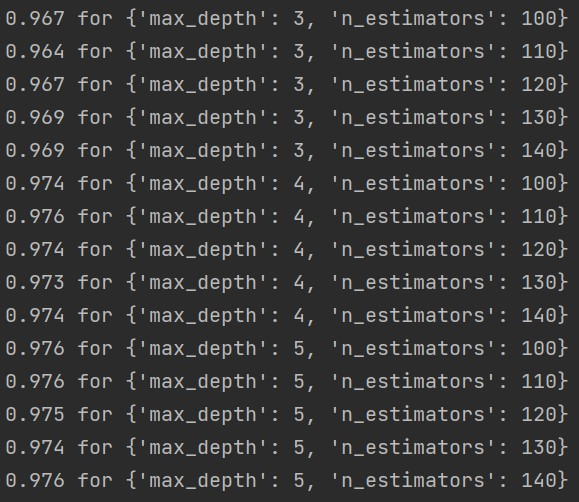 0.967 for {'max_depth': 3, 'n_estimators': 100}
0.964 for {'max_depth': 3, 'n_estimators': 110}
0.967 for {'max_depth': 3, 'n_estimators': 120}
0.969 for {'max_depth': 3, 'n_estimators': 130}
0.969 for {'max_depth': 3, 'n_estimators': 140}
0.974 for {'max_depth': 4, 'n_estimators': 100}
0.976 for {'max_depth': 4, 'n_estimators': 110}
0.974 for {'max_depth': 4, 'n_estimators': 120}
0.973 for {'max_depth': 4, 'n_estimators': 130}
0.974 for {'max_depth': 4, 'n_estimators': 140}
0.976 for {'max_depth': 5, 'n_estimators': 100}
0.976 for {'max_depth': 5, 'n_estimators': 110}
0.975 for {'max_depth': 5, 'n_estimators': 120}
0.974 for {'max_depth': 5, 'n_estimators': 130}
0.976 for {'max_depth': 5, 'n_estimators': 140}